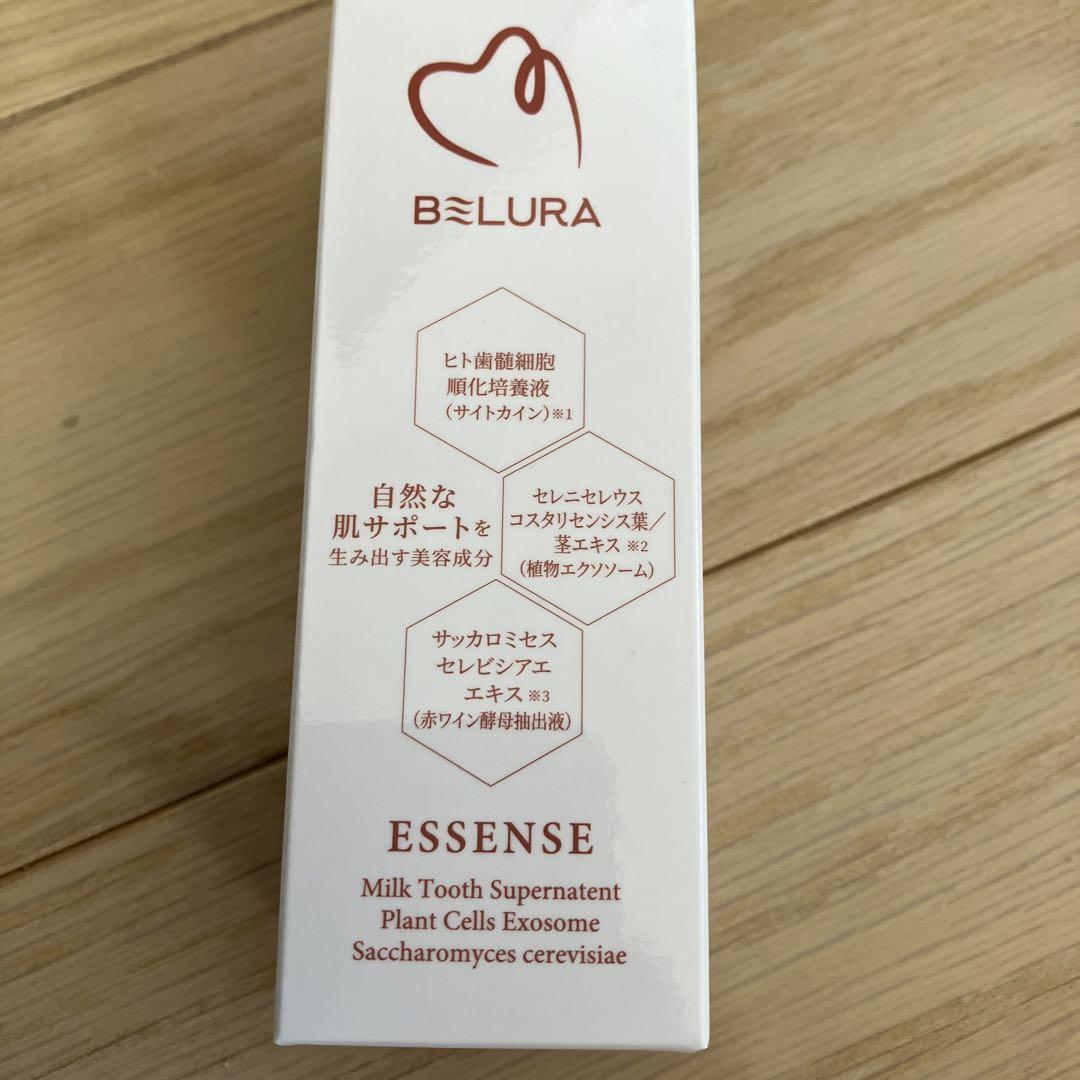 BELURA
ヒト歯髄細胞
順化培養液
（サイトカイン）※1
自然な
肌サポートを
生み出す美容成分
セレニセレウス
コスタリセンシス葉／
茎エキス ※2
（植物エクソソーム）
サッカロミセス
セレビシアエ
エキス ※3
（赤ワイン酵母抽出液）
ESSENSE
Milk Tooth Supernatent
Plant Cells Exosome
Saccharomyces cerevisiae